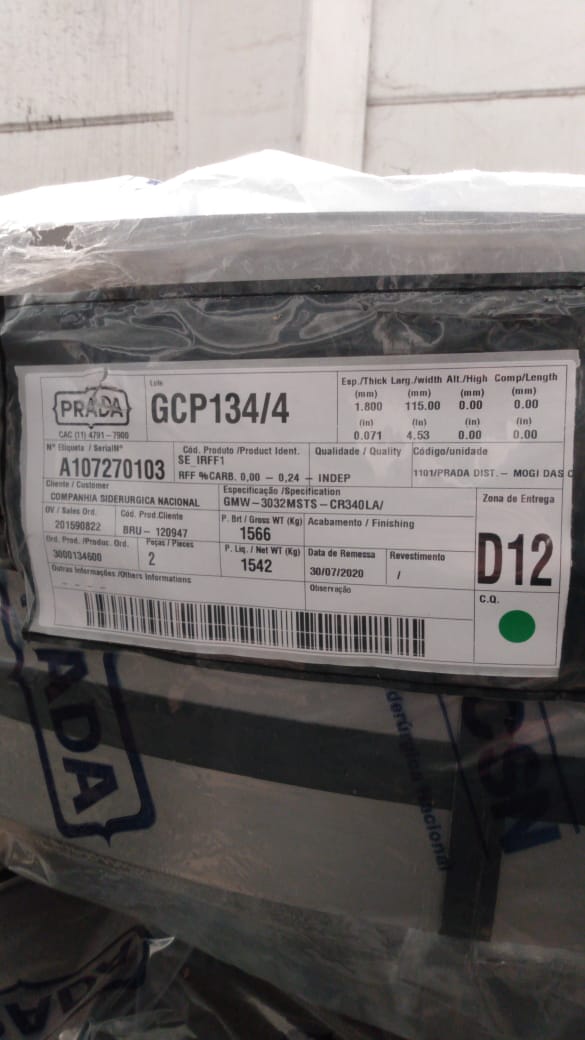 PRADA
CAC (11) 4791 - 7900
Lote
GCP134/4
Esp./Thick Larg./width Alt./High Comp/Length
(mm) (mm) (mm) (mm)
1.800 115.00 0.00 0.00
(in) (in) (in) (in)
0.071 4.53 0.00 0.00
Nº Etiqueta / SerialNº
A107270103
Cód. Produto /Product Ident.
SE_IRFF1
RFF %CARB. 0,00 - 0,24 - INDEP
Qualidade / Quality
Código/unidade
1101/PRADA DIST. - MOGI DAS C
Cliente / Customer
COMPANHIA SIDERURGICA NACIONAL
Especificação /Specification
GMW-3032MSTS-CR340LA/
Zona de Entrega
D12
OV / Sales Ord.
201590822
Cód. Prod.Cliente
BRU- 120947
P. Brt / Gross WT (Kg)
1566
Acabamento / Finishing
Ord. Prod. /Produc. Ord.
3000134600
Peças / Pieces
2
P. Liq. / Net WT (Kg)
1542
Data de Remessa
30/07/2020
Revestimento
/
Outras Informações /Others Informations
- - - -
Observação
C.Q.
ADA
CSN
derúrgica Nacional
ADA